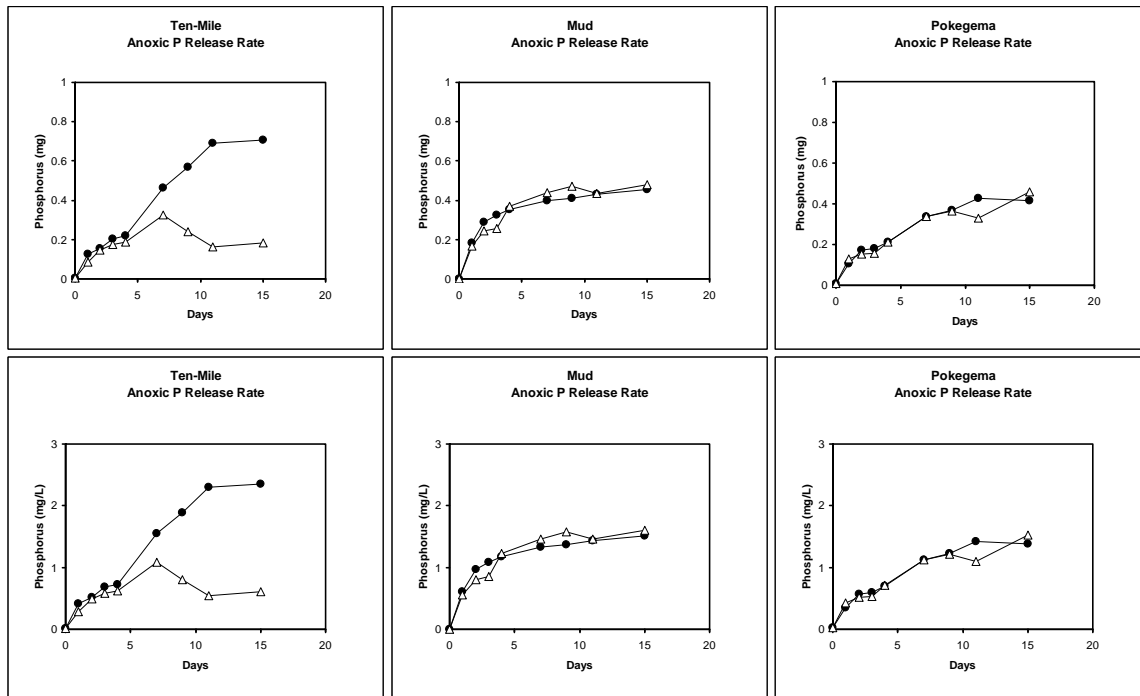 Ten-Mile
Anoxic P Release Rate
Phosphorus (mg)
1
0.8
0.6
0.4
0.2
0
0 5 10 15 20
Days
Mud
Anoxic P Release Rate
Phosphorus (mg)
1
0.8
0.6
0.4
0.2
0
0 5 10 15 20
Days
Pokegema
Anoxic P Release Rate
Phosphorus (mg)
1
0.8
0.6
0.4
0.2
0
0 5 10 15 20
Days
Ten-Mile
Anoxic P Release Rate
Phosphorus (mg/L)
3
2
1
0
0 5 10 15 20
Days
Mud
Anoxic P Release Rate
Phosphorus (mg/L)
3
2
1
0
0 5 10 15 20
Days
Pokegema
Anoxic P Release Rate
Phosphorus (mg/L)
3
2
1
0
0 5 10 15 20
Days